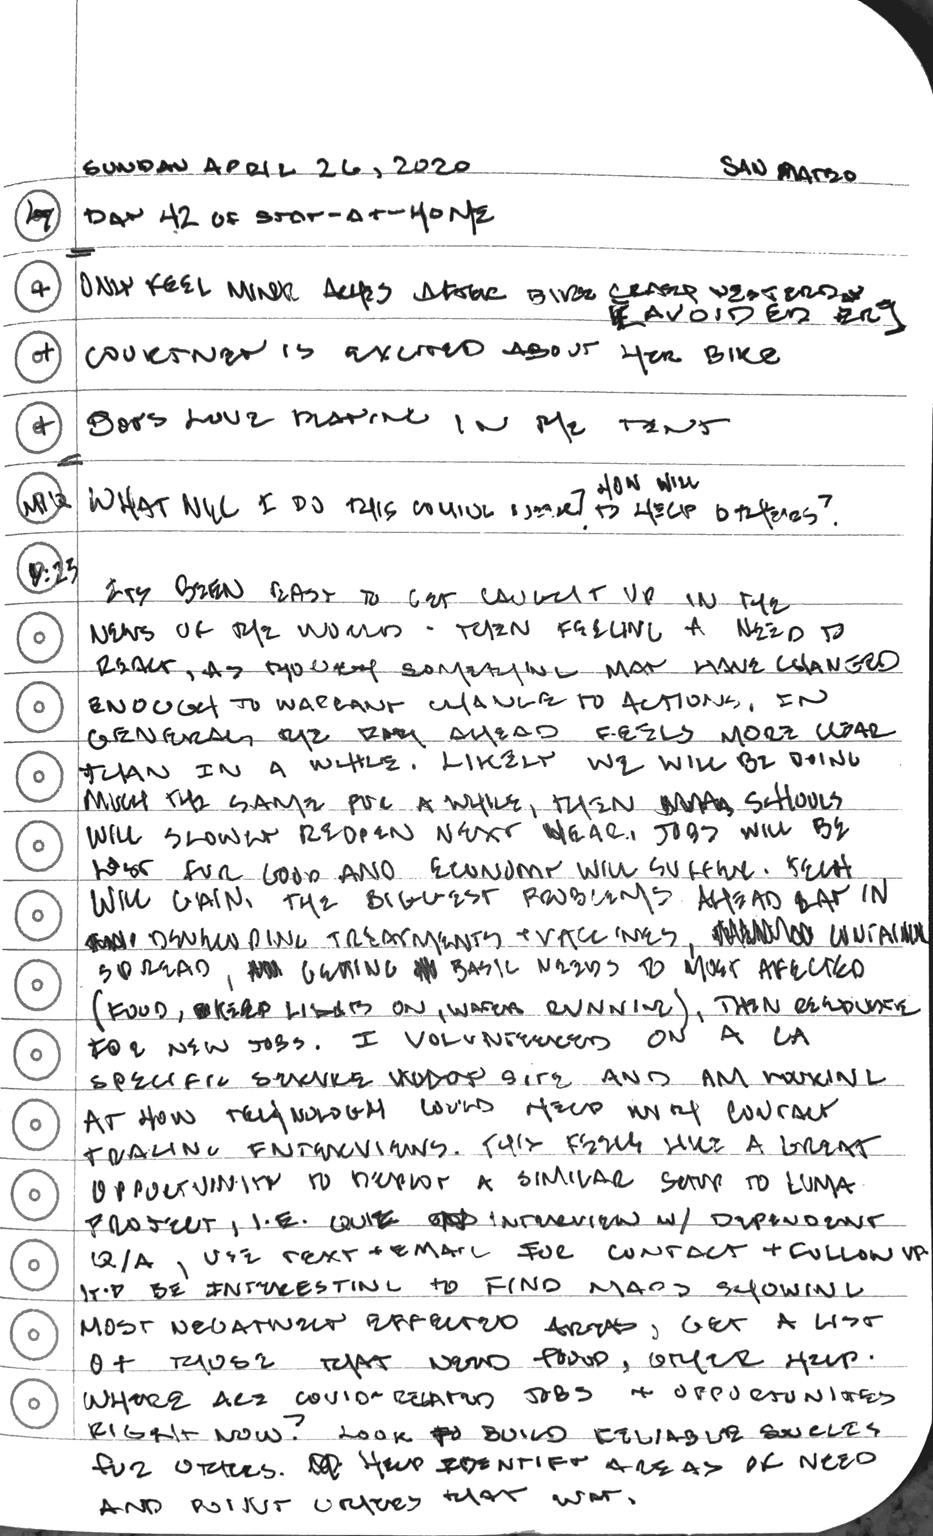 SUNDAY APRIL 26, 2020 SAN MATEO
DAY 42 OF STAY-AT-HOME
+ ONLY FEEL MINOR ACHES AFTER BIKE CRASH YESTERDAY
[AVOIDED ER]
+ COURTNEY IS EXCITED ABOUT HER BIKE
+ BOYS LOVE PLAYING IN THE TENT
WHAT WILL I DO THIS COMING WEEK? HOW WILL
TO HELP OTHERS?
:23
ITS BEEN EASY TO GET CAUGHT UP IN THE
NEWS OF THE WORLD - THEN FEELING A NEED TO
REACT, AS THOUGH SOMETHING MAY HAVE CHANGED
ENOUGH TO WARRANT CHANGE TO ACTIONS. IN
GENERAL, THE AHEAD FEELS MORE CLEAR
THAN IN A WHILE. LIKELY WE WILL BE DOING
MUCH THE SAME FOR A WHILE, THEN SCHOOLS
WILL SLOWLY REOPEN NEXT YEAR. JOBS WILL BE
LOST FOR GOOD AND ECONOMY WILL SUFFER. TECH
WILL GAIN. THE BIGGEST PROBLEMS AHEAD LAY IN
DEVELOPING TREATMENTS + VACCINES, CONTAINING
SPREAD, GETTING BASIC NEEDS TO MOST AFECTED
(FOOD, KEEP LIGHTS ON, WATER RUNNING), THEN
FOR NEW JOBS. I VOLUNTEERED ON A CA
SPECIFIC SERVICE SITE AND AM LOOKING
AT HOW TECHNOLOGY COULD HELP WITH CONTACT
TRACING INTERVIEWS. THIS FEELS LIKE A GREAT
OPPORTUNITY TO DEPLOY A SIMILAR SETUP TO LUMA
PROJECT, I.E. INTERVIEW W/ DEPENDENT
Q/A, USE TEXT + EMAIL FOR CONTACT + FOLLOW UP
IT'D BE INTERESTING TO FIND MAPS SHOWING
MOST NEGATIVELY EFFECTED AREAS, GET A LIST
OF THOSE THAT NEED FOOD, OTHER HELP.
WHERE ARE COVID-RELATED JOBS + OPPORTUNITIES
RIGHT NOW? LOOK TO BUILD RELIABLE
FOR OTHERS. HELP IDENTIFY AREAS OF NEED
AND POINT OTHERS THAT WAY.